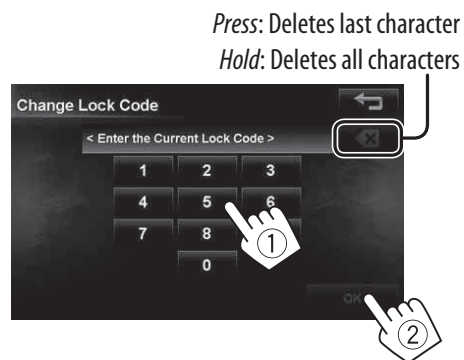 Press: Deletes last character
Hold: Deletes all characters
Change Lock Code
< Enter the Current Lock Code >
1 2 3
4 5 6
7 8
0
OK
1
2